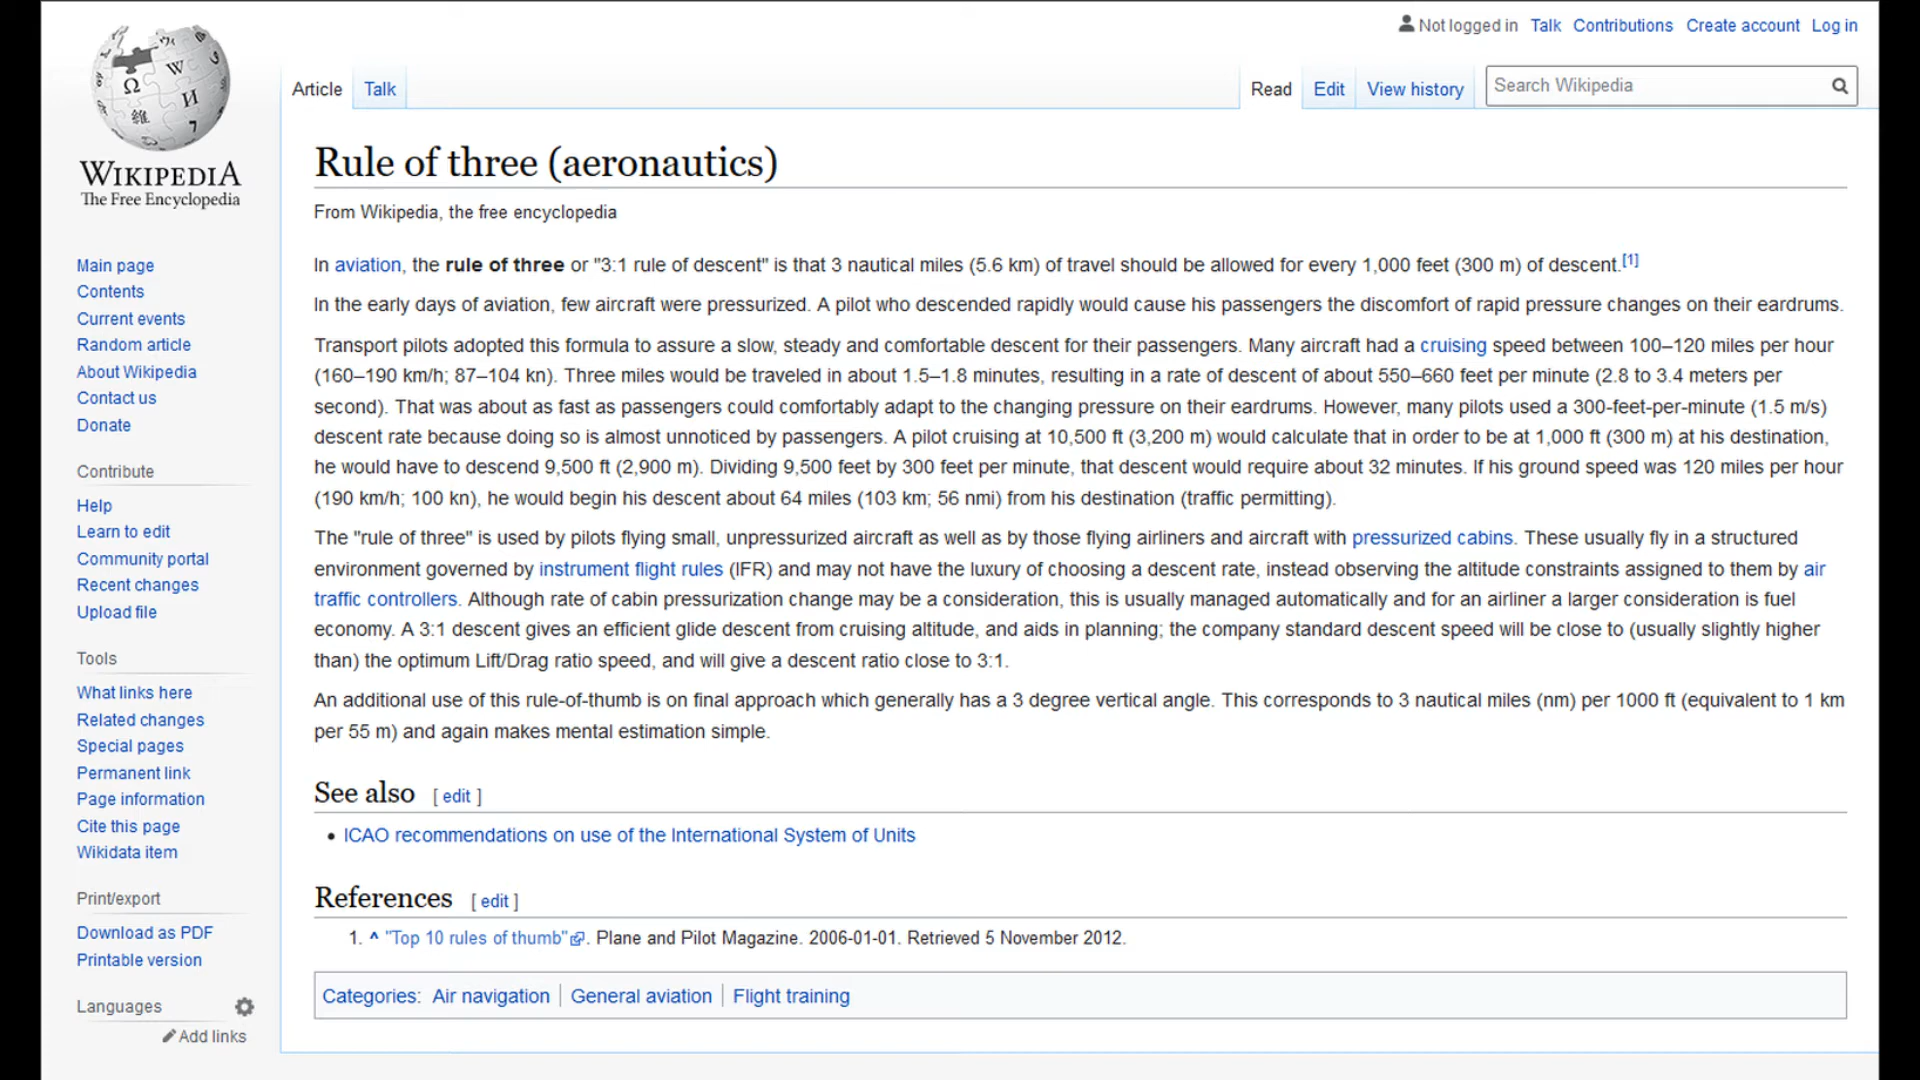 Not logged in Talk Contributions Create account Log in
Article Talk Read Edit View history Search Wikipedia
WIKIPEDIA
The Free Encyclopedia
Main page
Contents
Current events
Random article
About Wikipedia
Contact us
Donate
Contribute
Help
Learn to edit
Community portal
Recent changes
Upload file
Tools
What links here
Related changes
Special pages
Permanent link
Page information
Cite this page
Wikidata item
Print/export
Download as PDF
Printable version
Languages
Add links
Rule of three (aeronautics)
From Wikipedia, the free encyclopedia
In aviation, the rule of three or "3:1 rule of descent" is that 3 nautical miles (5.6 km) of travel should be allowed for every 1,000 feet (300 m) of descent.[1]
In the early days of aviation, few aircraft were pressurized. A pilot who descended rapidly would cause his passengers the discomfort of rapid pressure changes on their eardrums.
Transport pilots adopted this formula to assure a slow, steady and comfortable descent for their passengers. Many aircraft had a cruising speed between 100–120 miles per hour
(160–190 km/h; 87–104 kn). Three miles would be traveled in about 1.5–1.8 minutes, resulting in a rate of descent of about 550–660 feet per minute (2.8 to 3.4 meters per
second). That was about as fast as passengers could comfortably adapt to the changing pressure on their eardrums. However, many pilots used a 300-feet-per-minute (1.5 m/s)
descent rate because doing so is almost unnoticed by passengers. A pilot cruising at 10,500 ft (3,200 m) would calculate that in order to be at 1,000 ft (300 m) at his destination,
he would have to descend 9,500 ft (2,900 m). Dividing 9,500 feet by 300 feet per minute, that descent would require about 32 minutes. If his ground speed was 120 miles per hour
(190 km/h; 100 kn), he would begin his descent about 64 miles (103 km; 56 nmi) from his destination (traffic permitting).
The "rule of three" is used by pilots flying small, unpressurized aircraft as well as by those flying airliners and aircraft with pressurized cabins. These usually fly in a structured
environment governed by instrument flight rules (IFR) and may not have the luxury of choosing a descent rate, instead observing the altitude constraints assigned to them by air
traffic controllers. Although rate of cabin pressurization change may be a consideration, this is usually managed automatically and for an airliner a larger consideration is fuel
economy. A 3:1 descent gives an efficient glide descent from cruising altitude, and aids in planning; the company standard descent speed will be close to (usually slightly higher
than) the optimum Lift/Drag ratio speed, and will give a descent ratio close to 3:1.
An additional use of this rule-of-thumb is on final approach which generally has a 3 degree vertical angle. This corresponds to 3 nautical miles (nm) per 1000 ft (equivalent to 1 km
per 55 m) and again makes mental estimation simple.
See also [ edit ]
• ICAO recommendations on use of the International System of Units
References [ edit ]
1. ^ "Top 10 rules of thumb". Plane and Pilot Magazine. 2006-01-01. Retrieved 5 November 2012.
Categories: Air navigation | General aviation | Flight training